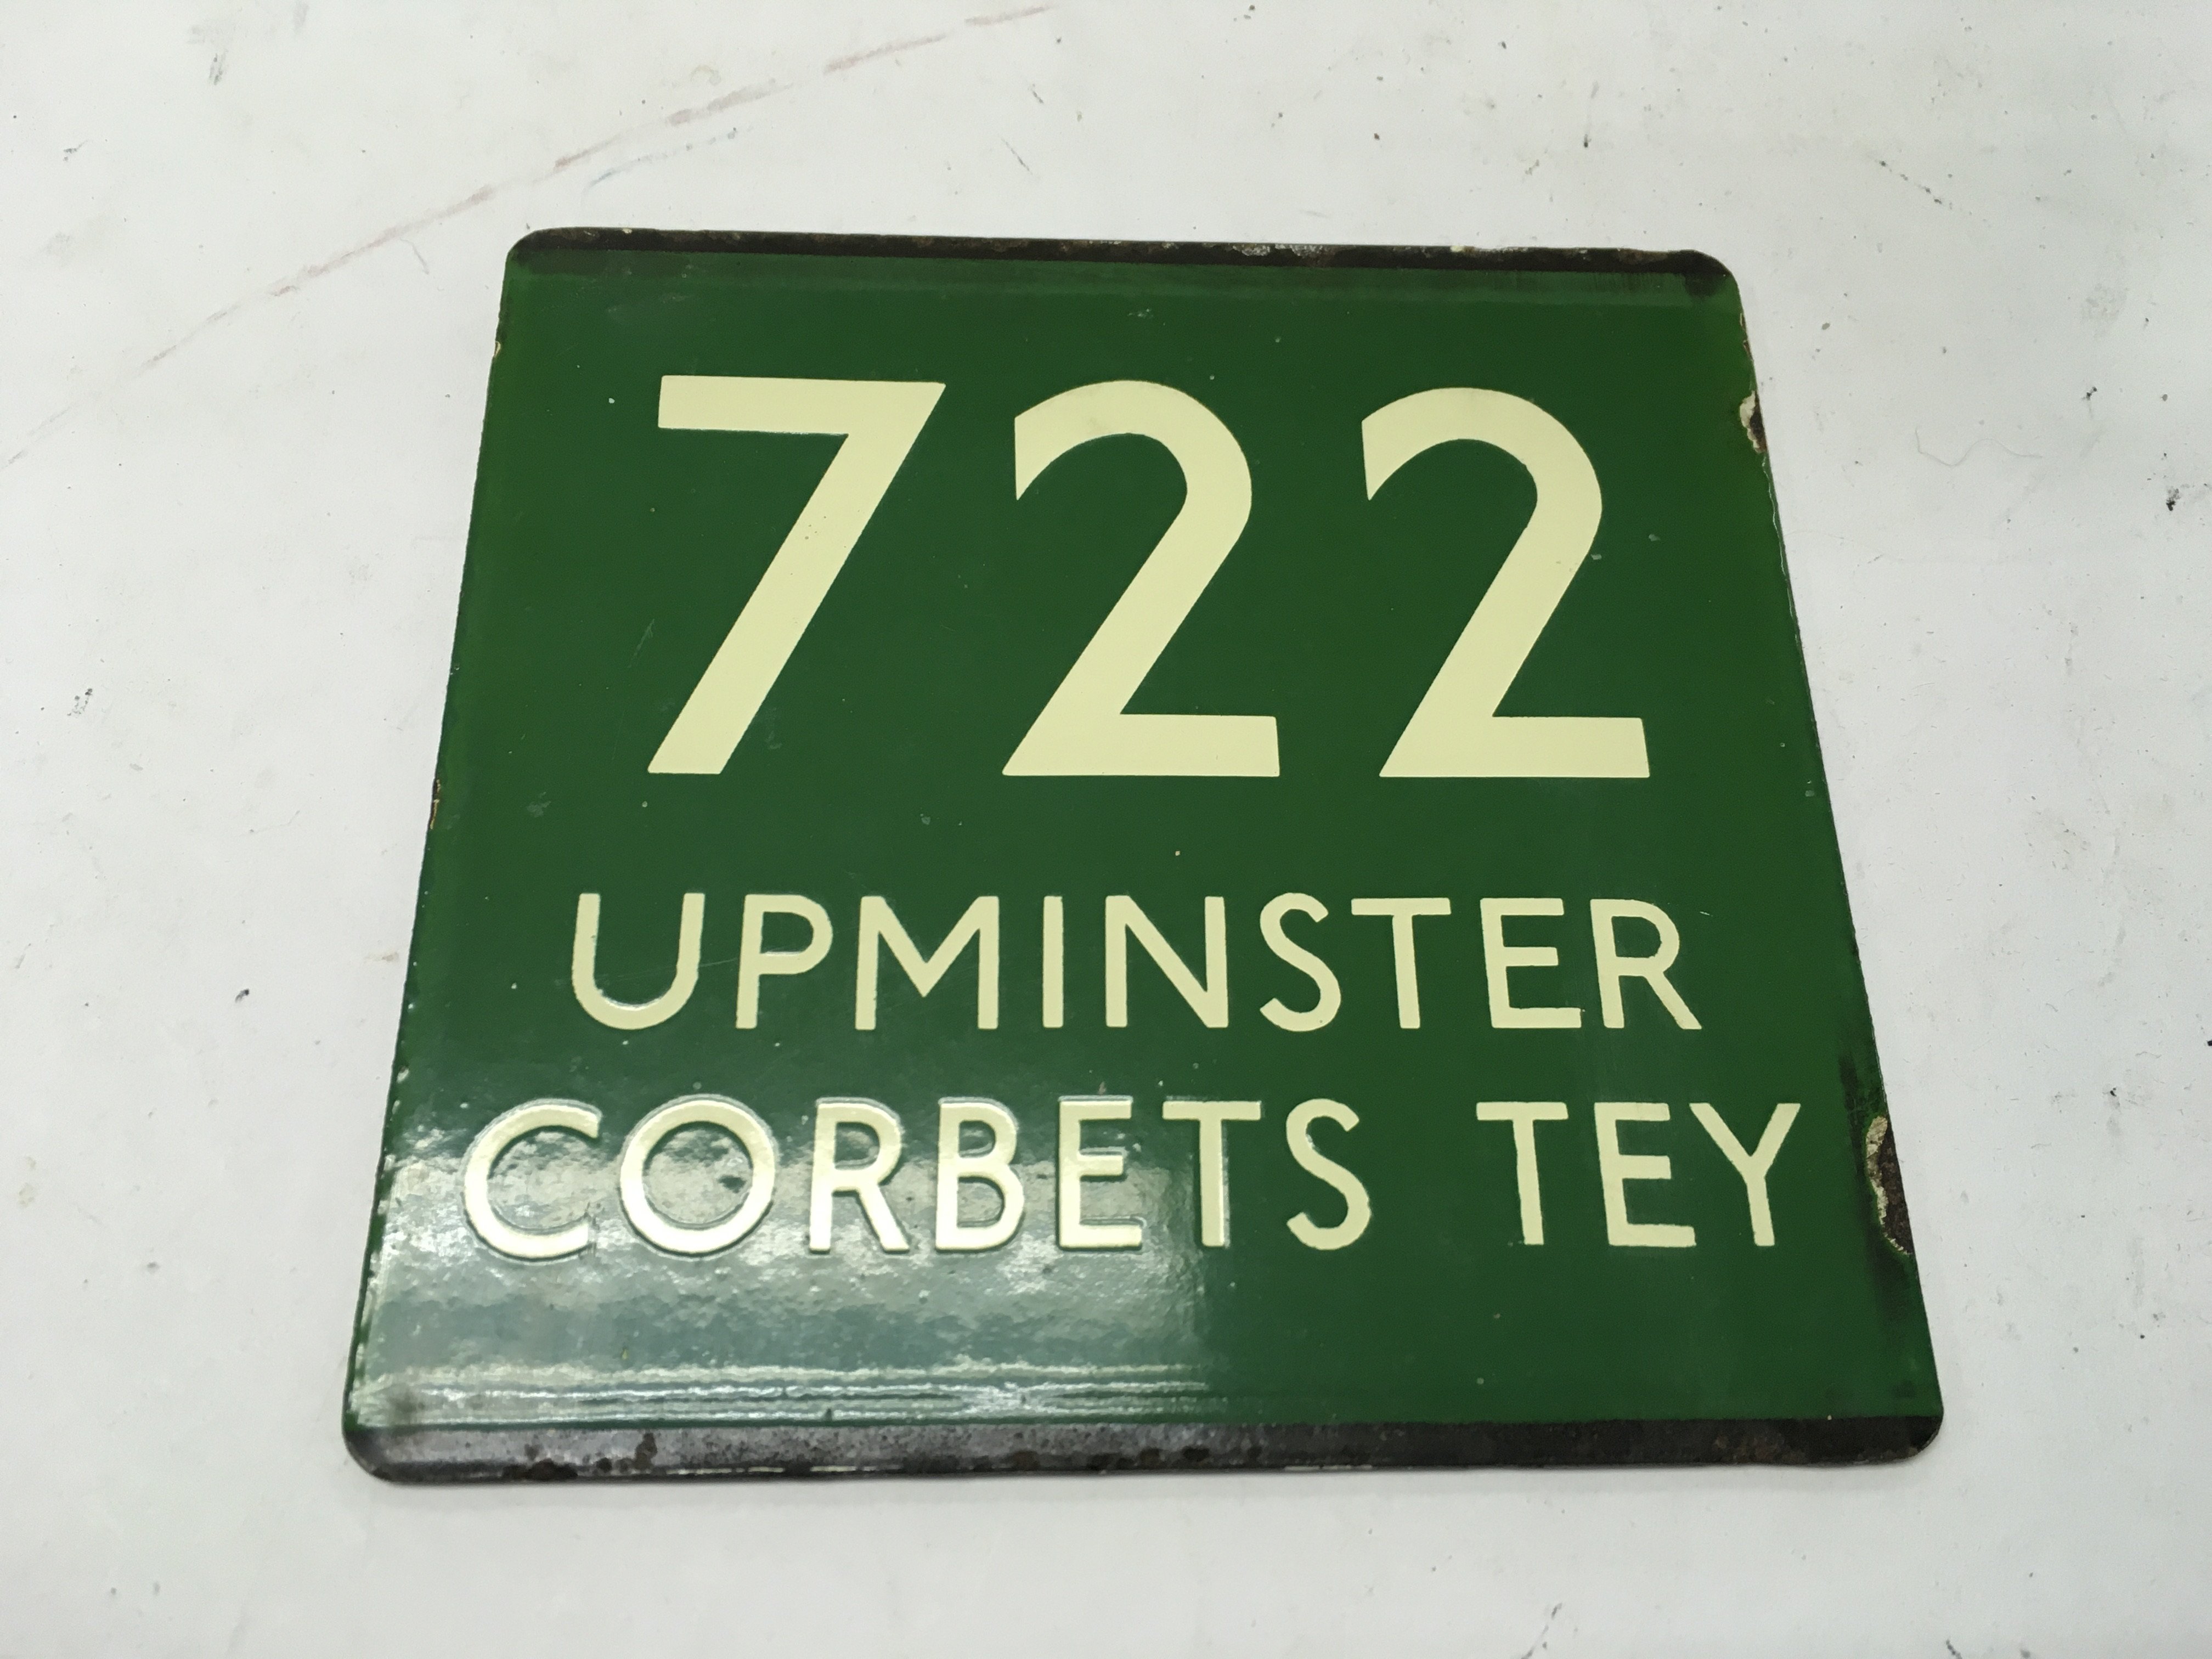 722
UPMINSTER
CORBETS TEY